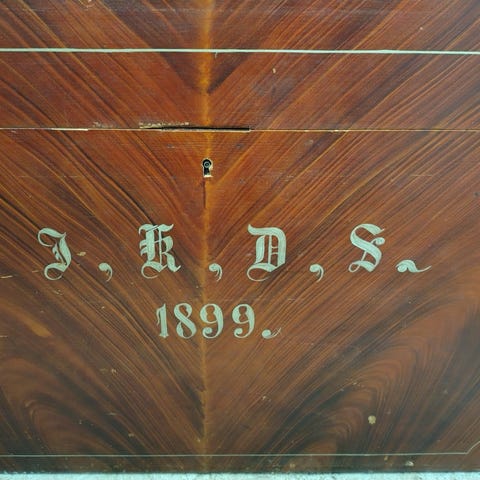 J, K, D, S.
1899.